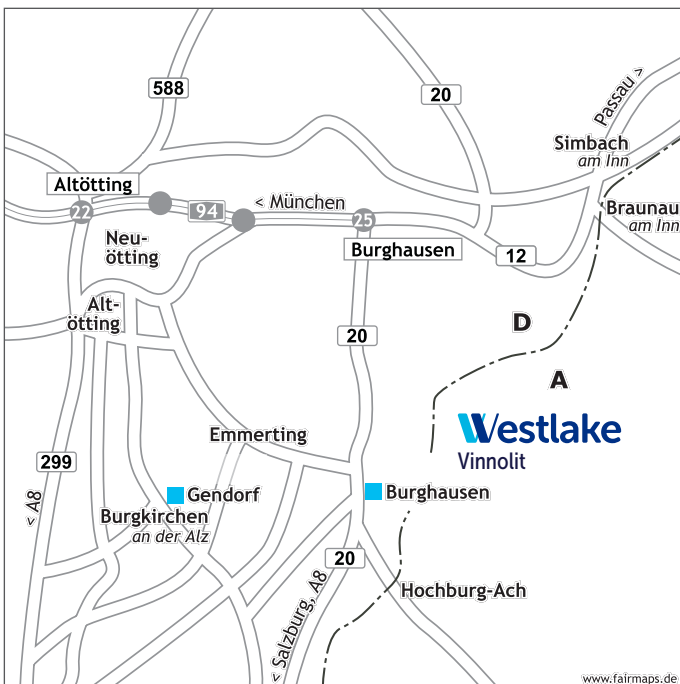 588
20
Passau >
Simbach
am Inn
Altötting
22
94
< München
25
Braunau
am Inn
Neu-
ötting
Burghausen
12
Alt-
ötting
D
20
A
Westlake
Vinnolit
Emmerting
299
< A8
Gendorf
Burghausen
Burgkirchen
an der Alz
20
< Salzburg, A8
Hochburg-Ach
www.fairmaps.de